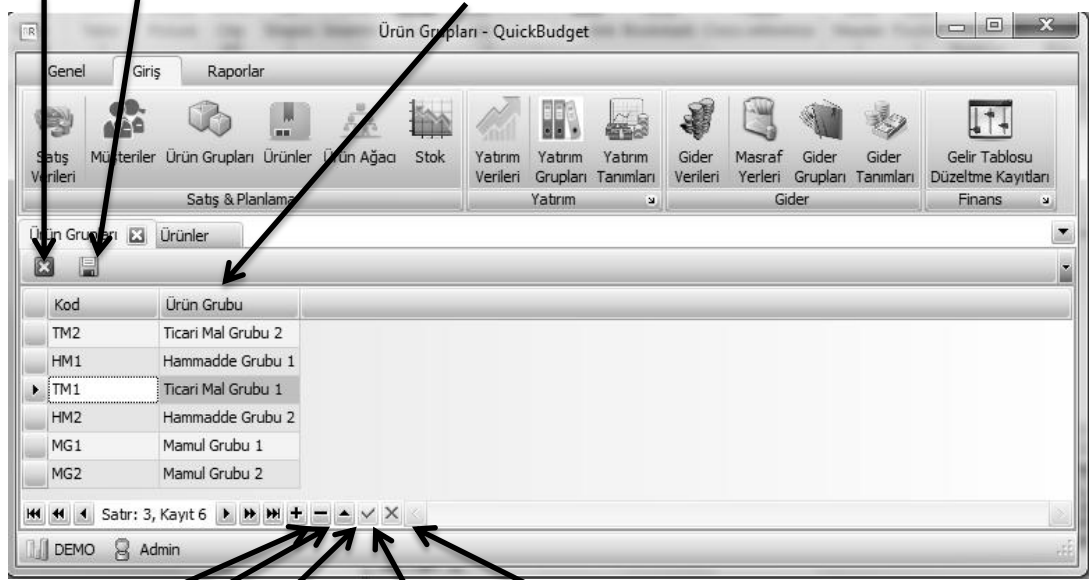 Ürün Grupları - QuickBudget
Genel Giriş Raporlar
Satış Verileri
Müşteriler
Ürün Grupları
Ürünler
Ürün Ağacı
Stok
Yatırım Verileri
Yatırım Grupları
Yatırım Tanımları
Gider Verileri
Masraf Yerleri
Gider Grupları
Gider Tanımları
Gelir Tablosu Düzeltme Kayıtları
Satış & Planlama Yatırım Gider Finans
Ürün Grupları Ürünler
Kod Ürün Grubu
TM2 Ticari Mal Grubu 2
HM1 Hammadde Grubu 1
TM1 Ticari Mal Grubu 1
HM2 Hammadde Grubu 2
MG1 Mamul Grubu 1
MG2 Mamul Grubu 2
Satır: 3, Kayıt 6
DEMO Admin